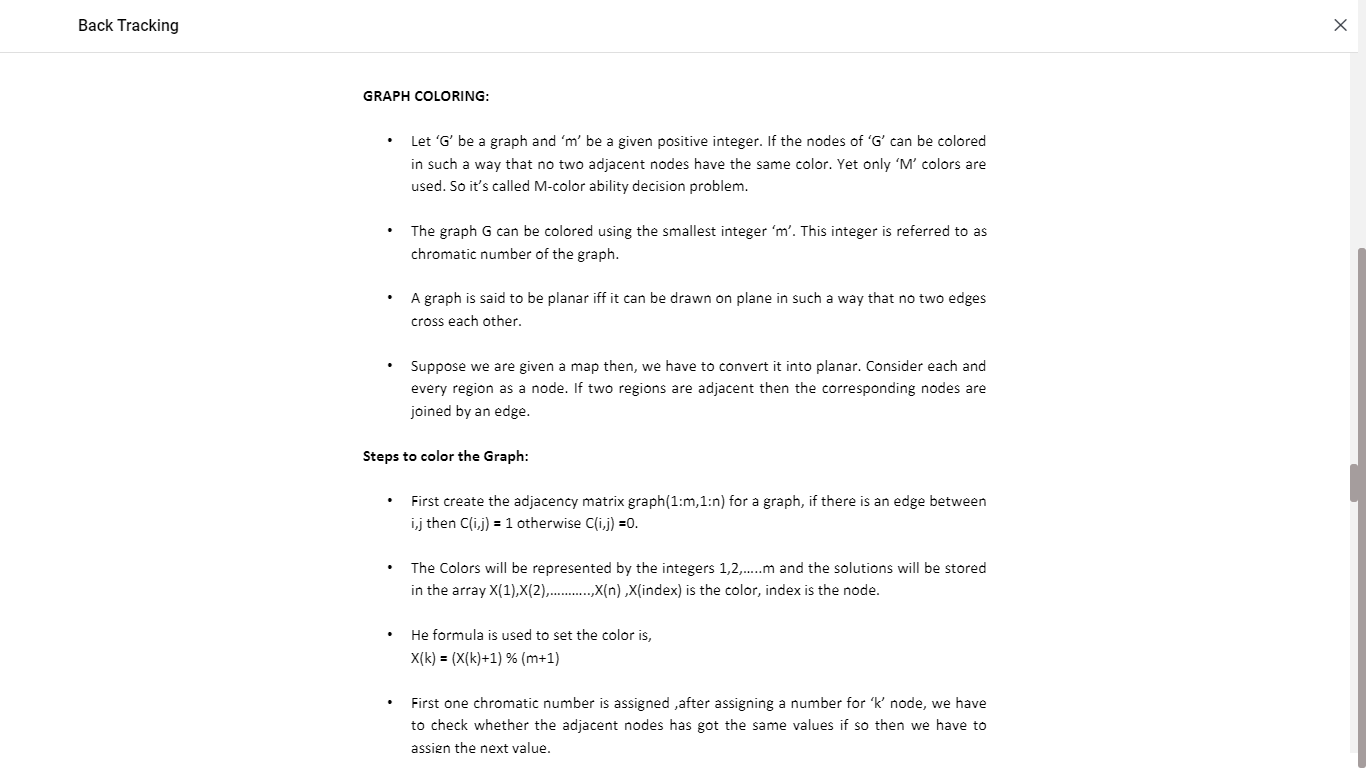 Back Tracking
GRAPH COLORING:
• Let ‘G’ be a graph and ‘m’ be a given positive integer. If the nodes of ‘G’ can be colored
in such a way that no two adjacent nodes have the same color. Yet only ‘M’ colors are
used. So it’s called M-color ability decision problem.
• The graph G can be colored using the smallest integer ‘m’. This integer is referred to as
chromatic number of the graph.
• A graph is said to be planar iff it can be drawn on plane in such a way that no two edges
cross each other.
• Suppose we are given a map then, we have to convert it into planar. Consider each and
every region as a node. If two regions are adjacent then the corresponding nodes are
joined by an edge.
Steps to color the Graph:
• First create the adjacency matrix graph(1:m,1:n) for a graph, if there is an edge between
i,j then C(i,j) = 1 otherwise C(i,j) =0.
• The Colors will be represented by the integers 1,2,…..m and the solutions will be stored
in the array X(1),X(2),………..,X(n) ,X(index) is the color, index is the node.
• He formula is used to set the color is,
X(k) = (X(k)+1) % (m+1)
• First one chromatic number is assigned ,after assigning a number for ‘k’ node, we have
to check whether the adjacent nodes has got the same values if so then we have to
assign the next value.